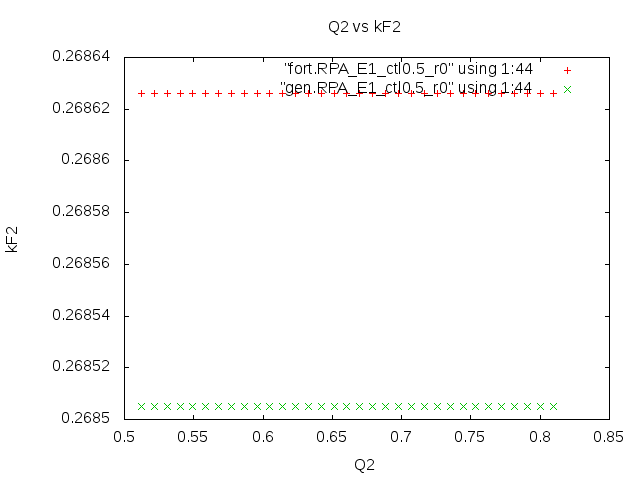 Q2 vs kF2
"fort.RPA_E1_ctl0.5_r0" using 1:44
"gen.RPA_E1_ctl0.5_r0" using 1:44
0.26864
0.26862
0.2686
0.26858
0.26856
0.26854
0.26852
0.2685
kF2
0.5 0.55 0.6 0.65 0.7 0.75 0.8 0.85
Q2